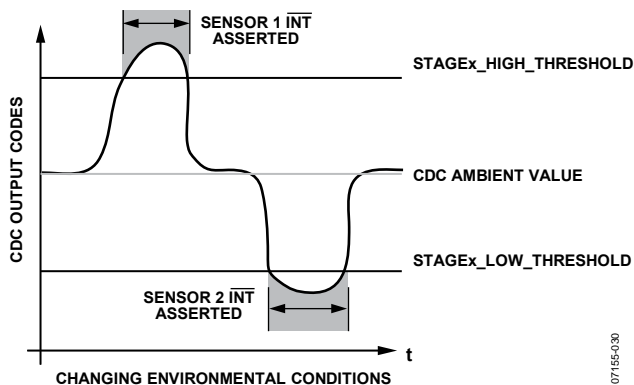 SENSOR 1 INT
ASSERTED
STAGEx_HIGH_THRESHOLD
CDC OUTPUT CODES
CDC AMBIENT VALUE
STAGEx_LOW_THRESHOLD
SENSOR 2 INT
ASSERTED
t
CHANGING ENVIRONMENTAL CONDITIONS
07155-030